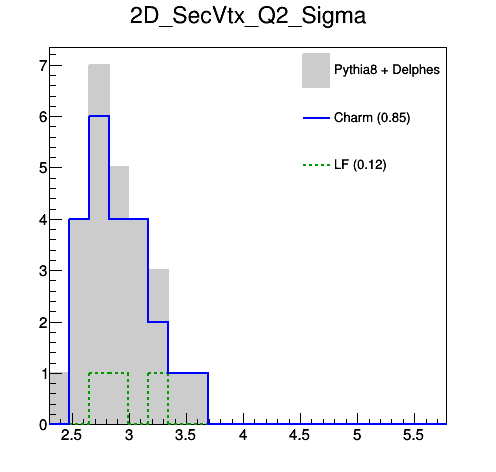 2D_SecVtx_Q2_Sigma
Pythia8 + Delphes
Charm (0.85)
LF (0.12)
7
6
5
4
3
2
1
0
2.5 3 3.5 4 4.5 5 5.5